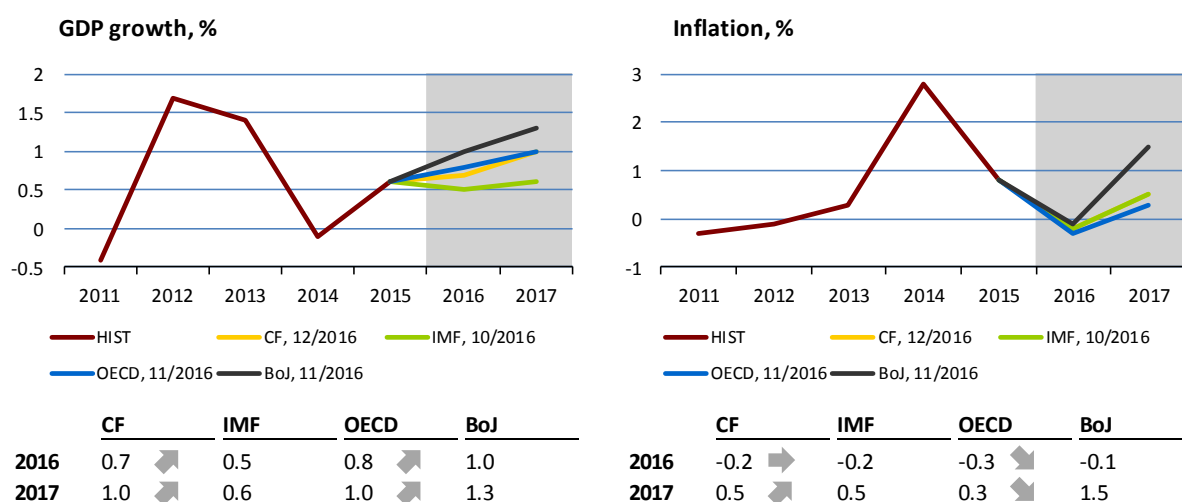 GDP growth, %
2
1.5
1
0.5
0
-0.5
2011 2012 2013 2014 2015 2016 2017
HIST CF, 12/2016 IMF, 10/2016
OECD, 11/2016 BoJ, 11/2016
CF IMF OECD BoJ
2016 0.7 0.5 0.8 1.0
2017 1.0 0.6 1.0 1.3
Inflation, %
3
2
1
0
-1
2011 2012 2013 2014 2015 2016 2017
HIST CF, 12/2016 IMF, 10/2016
OECD, 11/2016 BoJ, 11/2016
CF IMF OECD BoJ
2016 -0.2 -0.2 -0.3 -0.1
2017 0.5 0.5 0.3 1.5